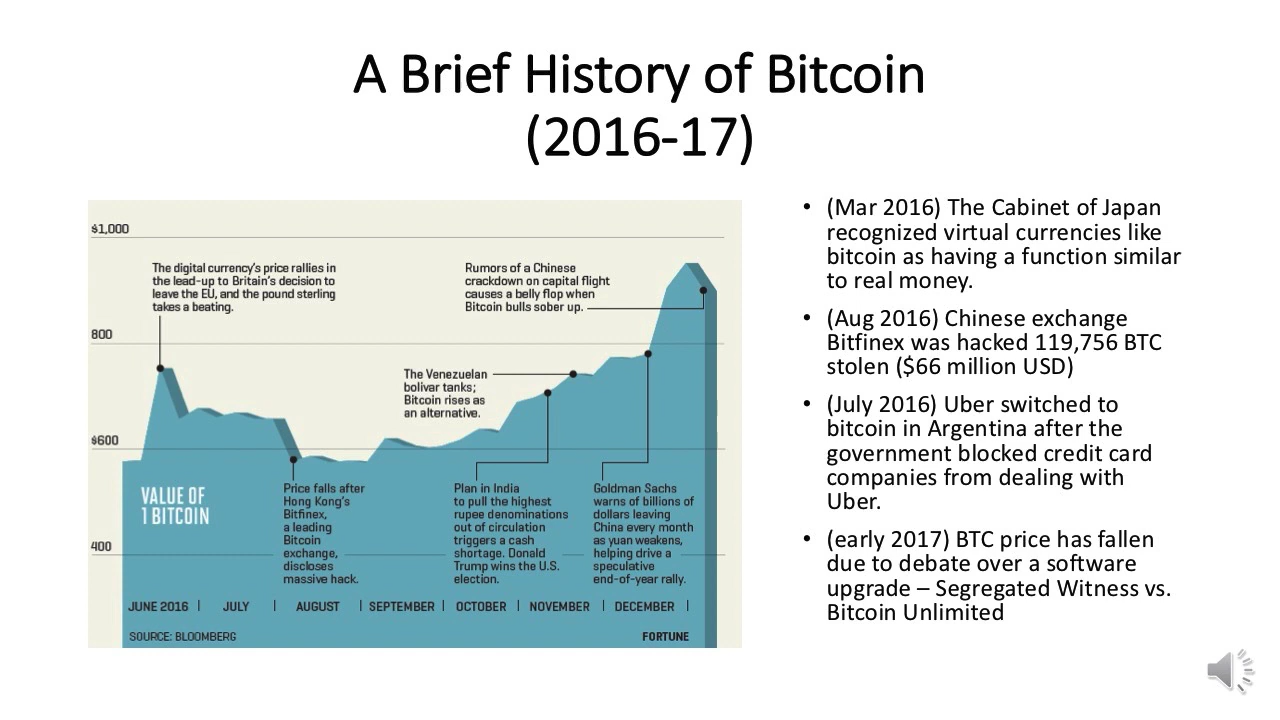 A Brief History of Bitcoin
(2016-17)
$1,000
The digital currency's price rallies in
the lead-up to Britain's decision to
leave the EU, and the pound sterling
takes a beating.
Rumors of a Chinese
crackdown on capital flight
causes a belly flop when
Bitcoin bulls sober up.
800
The Venezuelan
bolivar tanks;
Bitcoin rises as
an alternative.
$600
VALUE OF
1 BITCOIN
Price falls after
Hong Kong's
Bitfinex,
a leading
Bitcoin
exchange,
discloses
massive hack.
Plan in India
to pull the highest
rupee denominations
out of circulation
triggers a cash
shortage. Donald
Trump wins the U.S.
election.
Goldman Sachs
warns of billions of
dollars leaving
China every month
as yuan weakens,
helping drive a
speculative
end-of-year rally.
400
JUNE 2016 | JULY | AUGUST | SEPTEMBER | OCTOBER | NOVEMBER | DECEMBER |
SOURCE: BLOOMBERG FORTUNE
• (Mar 2016) The Cabinet of Japan
recognized virtual currencies like
bitcoin as having a function similar
to real money.
• (Aug 2016) Chinese exchange
Bitfinex was hacked 119,756 BTC
stolen ($66 million USD)
• (July 2016) Uber switched to
bitcoin in Argentina after the
government blocked credit card
companies from dealing with
Uber.
• (early 2017) BTC price has fallen
due to debate over a software
upgrade – Segregated Witness vs.
Bitcoin Unlimited